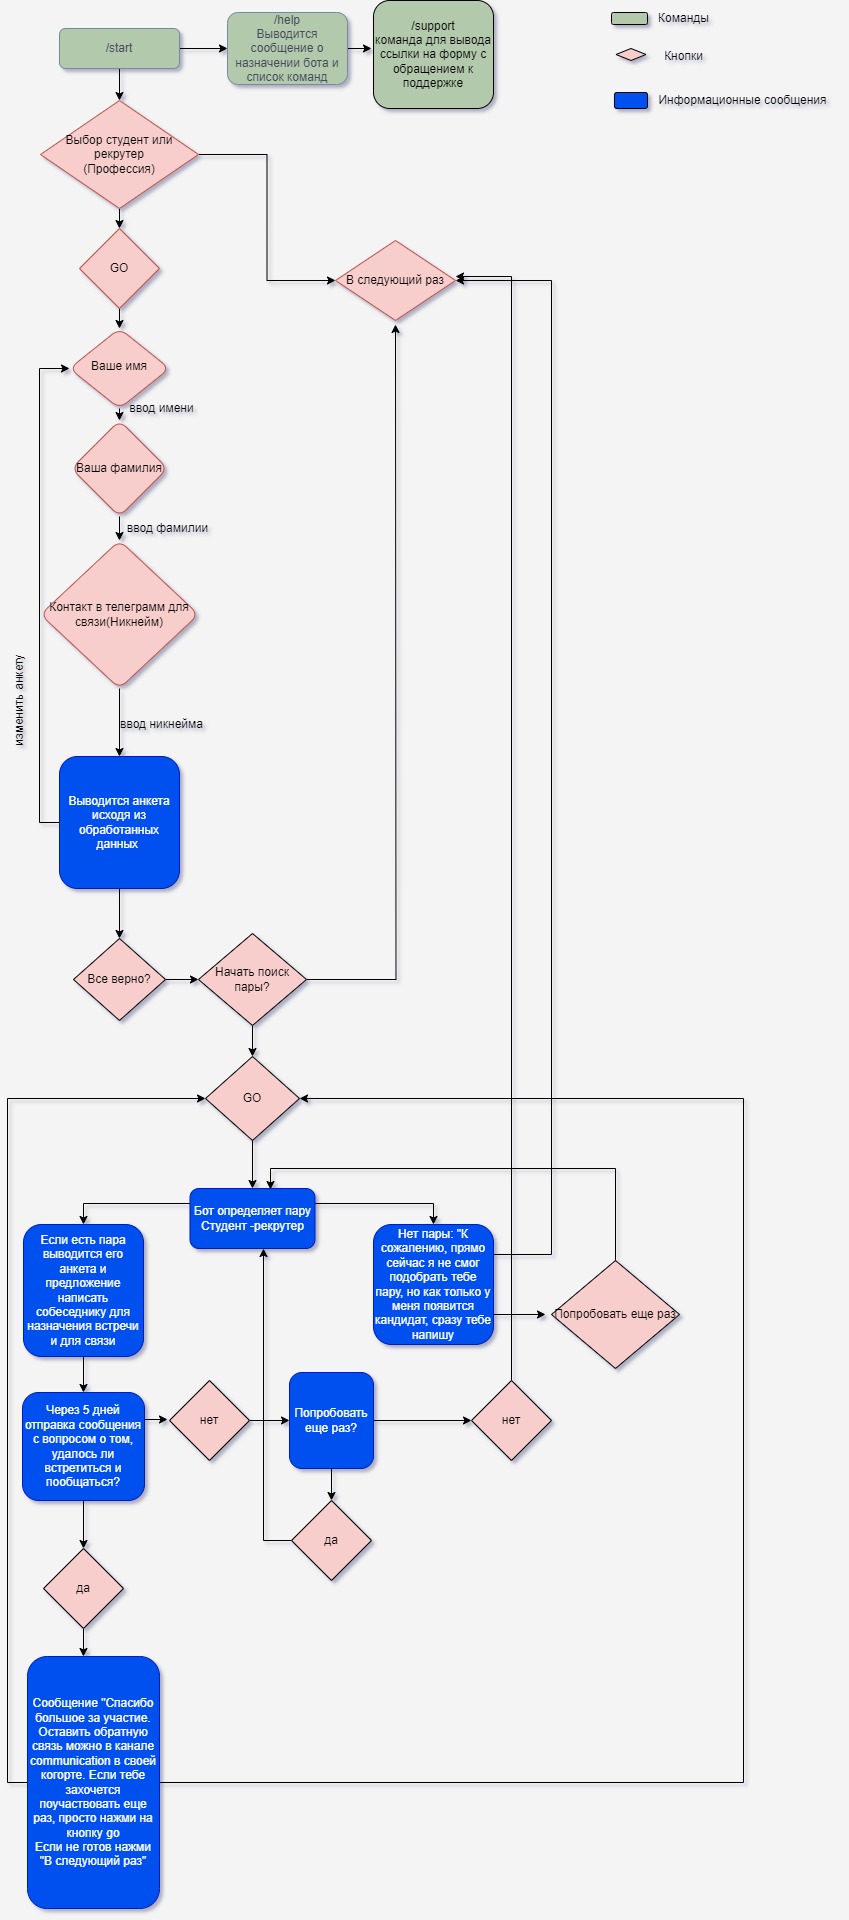 /start
/help
Выводится
сообщение о
назначении бота и
список команд
/support
команда для вывода
ссылки на форму с
обращением к
поддержке
Команды
Кнопки
Информационные сообщения
Выбор студент или
рекрутер
(Профессия)
GO
В следующий раз
Ваше имя
ввод имени
Ваша фамилия
ввод фамилии
Контакт в телеграмм для
связи(Никнейм)
изменить анкету
ввод никнейма
Выводится анкета
исходя из
обработанных
данных
Все верно?
Начать поиск
пары?
GO
Бот определяет пару
Студент -рекрутер
Если есть пара
выводится его
анкета и
предложение
написать
собеседнику для
назначения встречи
и для связи
Нет пары: "К
сожалению, прямо
сейчас я не смог
подобрать тебе
пару, но как только у
меня появится
кандидат, сразу тебе
напишу
Попробовать еще раз
Через 5 дней
отправка сообщения
с вопросом о том,
удалось ли
встретиться и
пообщаться?
нет
Попробовать
еще раз?
нет
да
да
Сообщение "Спасибо
большое за участие.
Оставить обратную
связь можно в канале
communication в своей
когорте. Если тебе
захочется
поучаствовать еще
раз, просто нажми на
кнопку go
Если не готов нажми
"В следующий раз"